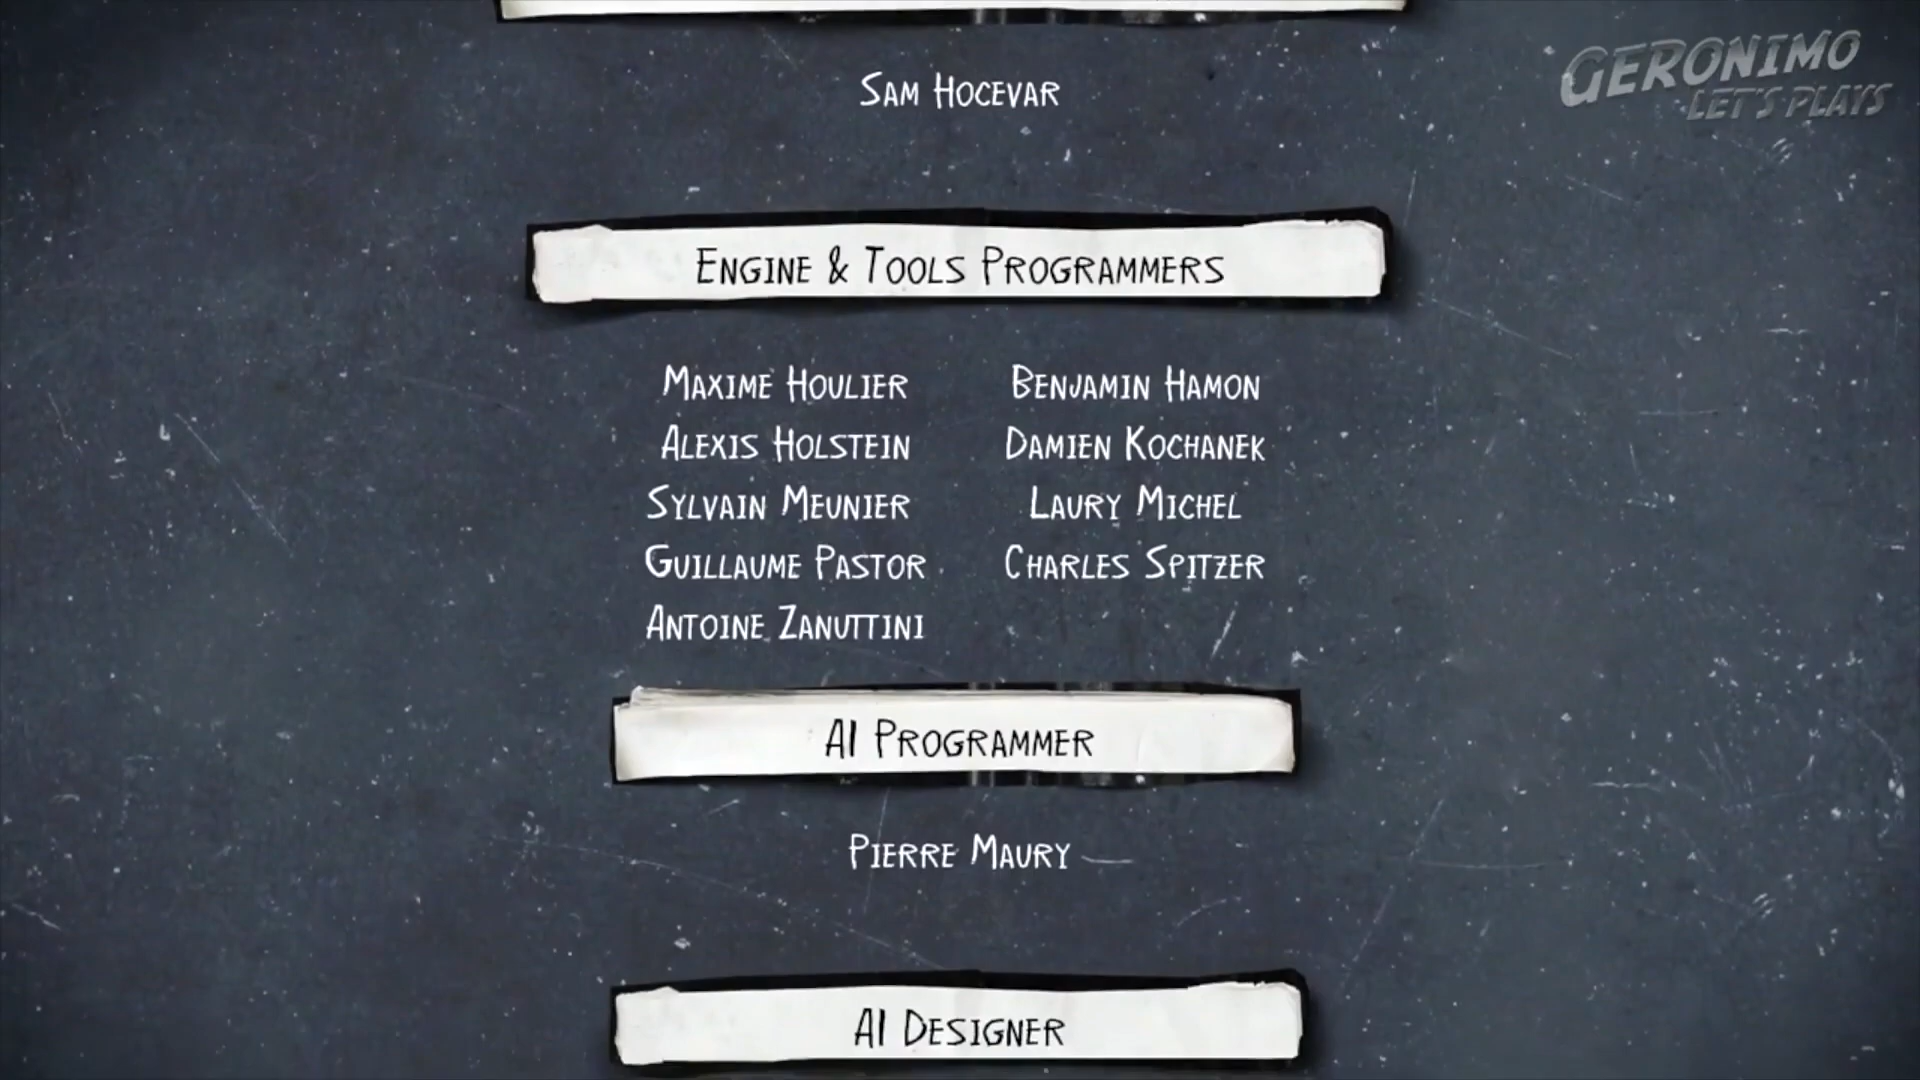 GERONIMO
LET'S PLAYS
SAM HOCEVAR
ENGINE & TOOLS PROGRAMMERS
MAXIME HOULIER BENJAMIN HAMON
ALEXIS HOLSTEIN DAMIEN KOCHANEK
SYLVAIN MEUNIER LAURY MICHEL
GUILLAUME PASTOR CHARLES SPITZER
ANTOINE ZANUTTINI
AI PROGRAMMER
PIERRE MAURY
AI DESIGNER